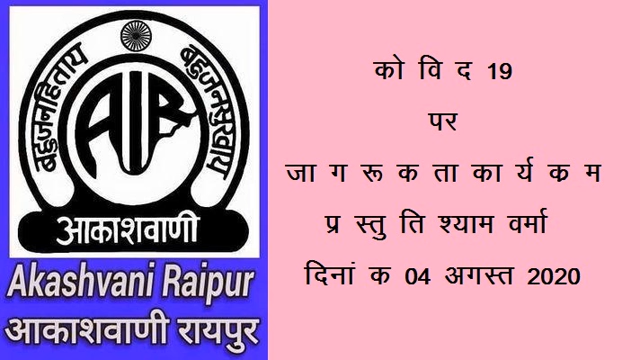 बहुजनहिताय बहुजनसुखाय
AIR
आकाशवाणी
Akashvani Raipur
आकाशवाणी रायपुर
को वि द 19
पर
जा ग रू क ता का र्य क्र म
प्र स्तु ति श्याम वर्मा
दिनां क 04 अगस्त 2020